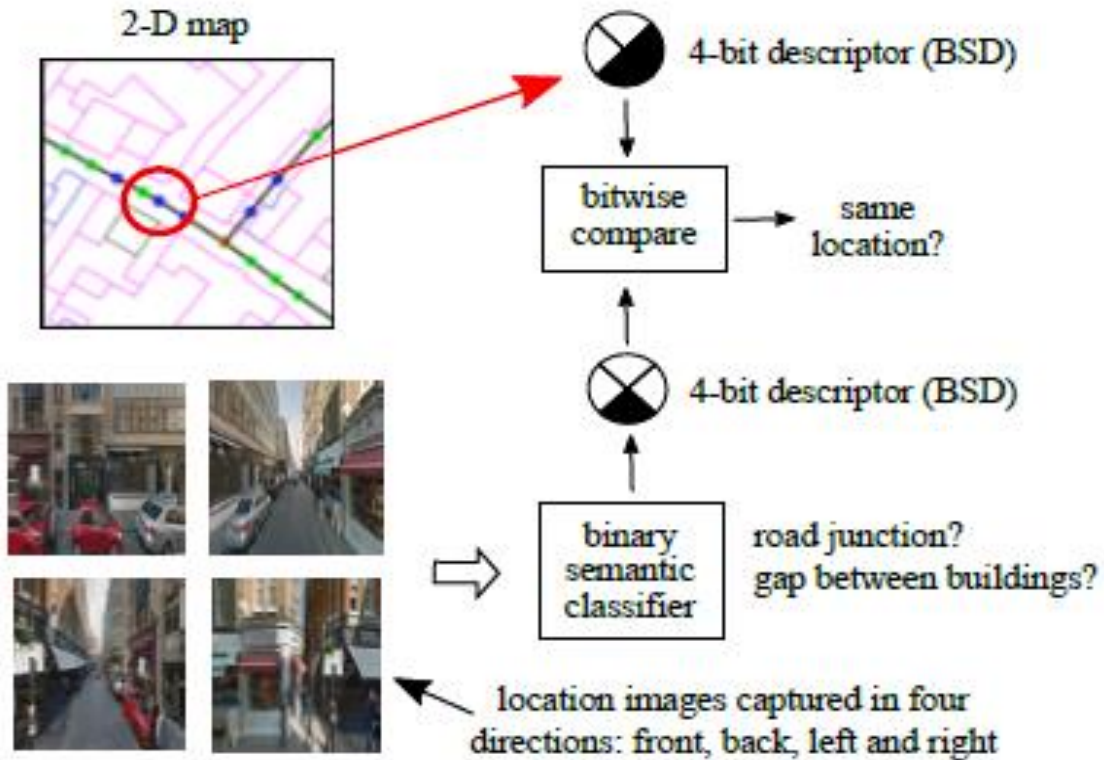 2-D map
4-bit descriptor (BSD)
bitwise
compare
same
location?
4-bit descriptor (BSD)
binary
semantic
classifier
road junction?
gap between buildings?
location images captured in four
directions: front, back, left and right